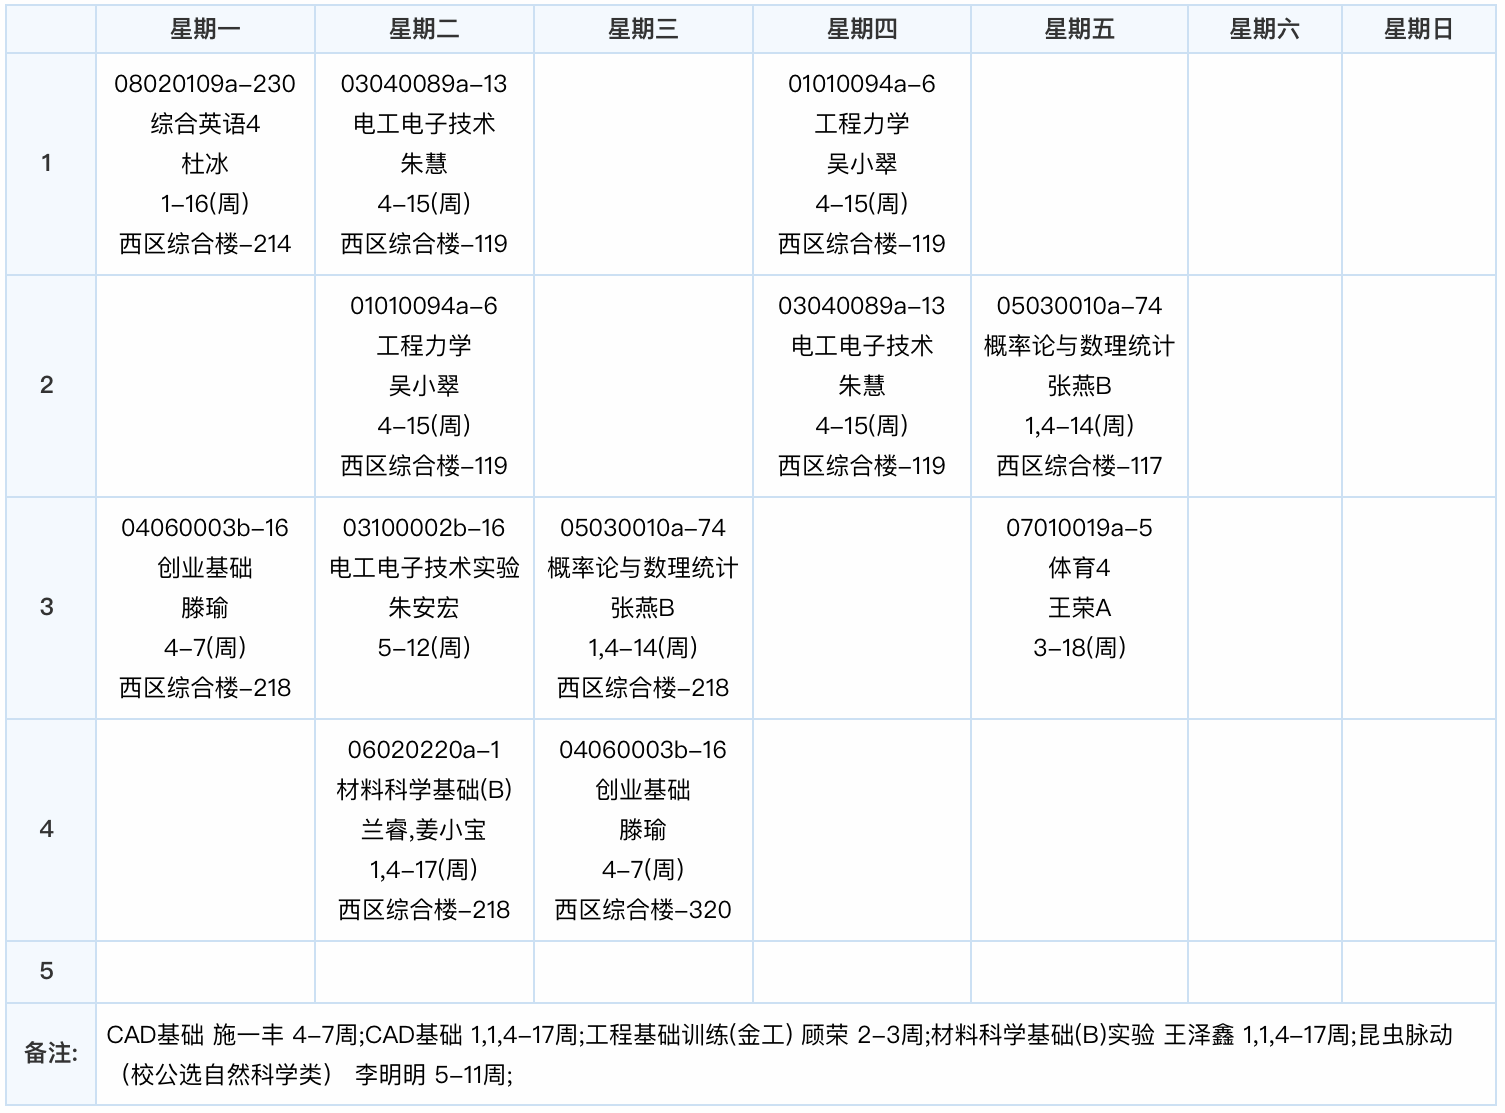 星期一 星期二 星期三 星期四 星期五 星期六 星期日
1
08020109a-230
综合英语4
杜冰
1-16(周)
西区综合楼-214
03040089a-13
电工电子技术
朱慧
4-15(周)
西区综合楼-119
01010094a-6
工程力学
吴小翠
4-15(周)
西区综合楼-119
2
01010094a-6
工程力学
吴小翠
4-15(周)
西区综合楼-119
03040089a-13
电工电子技术
朱慧
4-15(周)
西区综合楼-119
05030010a-74
概率论与数理统计
张燕B
1,4-14(周)
西区综合楼-117
3
04060003b-16
创业基础
滕瑜
4-7(周)
西区综合楼-218
03100002b-16
电工电子技术实验
朱安宏
5-12(周)
05030010a-74
概率论与数理统计
张燕B
1,4-14(周)
西区综合楼-218
07010019a-5
体育4
王荣A
3-18(周)
4
06020220a-1
材料科学基础(B)
兰睿,姜小宝
1,4-17(周)
西区综合楼-218
04060003b-16
创业基础
滕瑜
4-7(周)
西区综合楼-320
5
备注:
CAD基础 施一丰 4-7周;CAD基础 1,1,4-17周;工程基础训练(金工) 顾荣 2-3周;材料科学基础(B)实验 王泽鑫 1,1,4-17周;昆虫脉动
（校公选自然科学类） 李明明 5-11周;